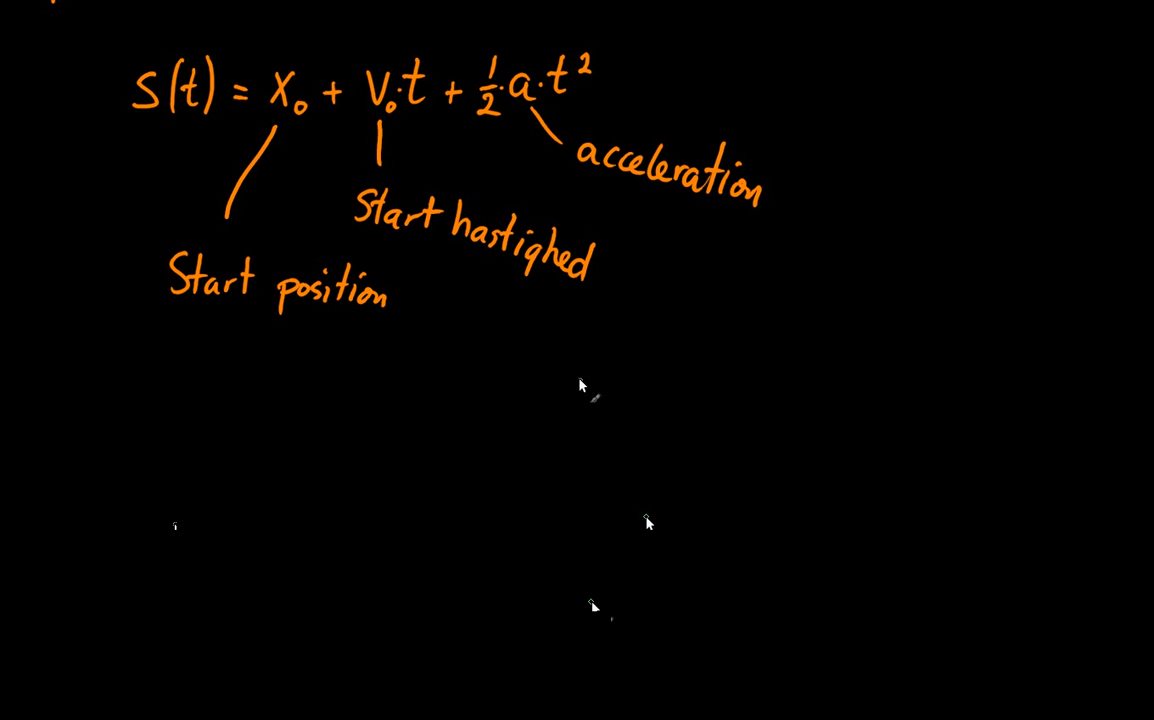 S(t) = x₀ + v₀·t + ½·a·t²
acceleration
Start hastighed
Start position